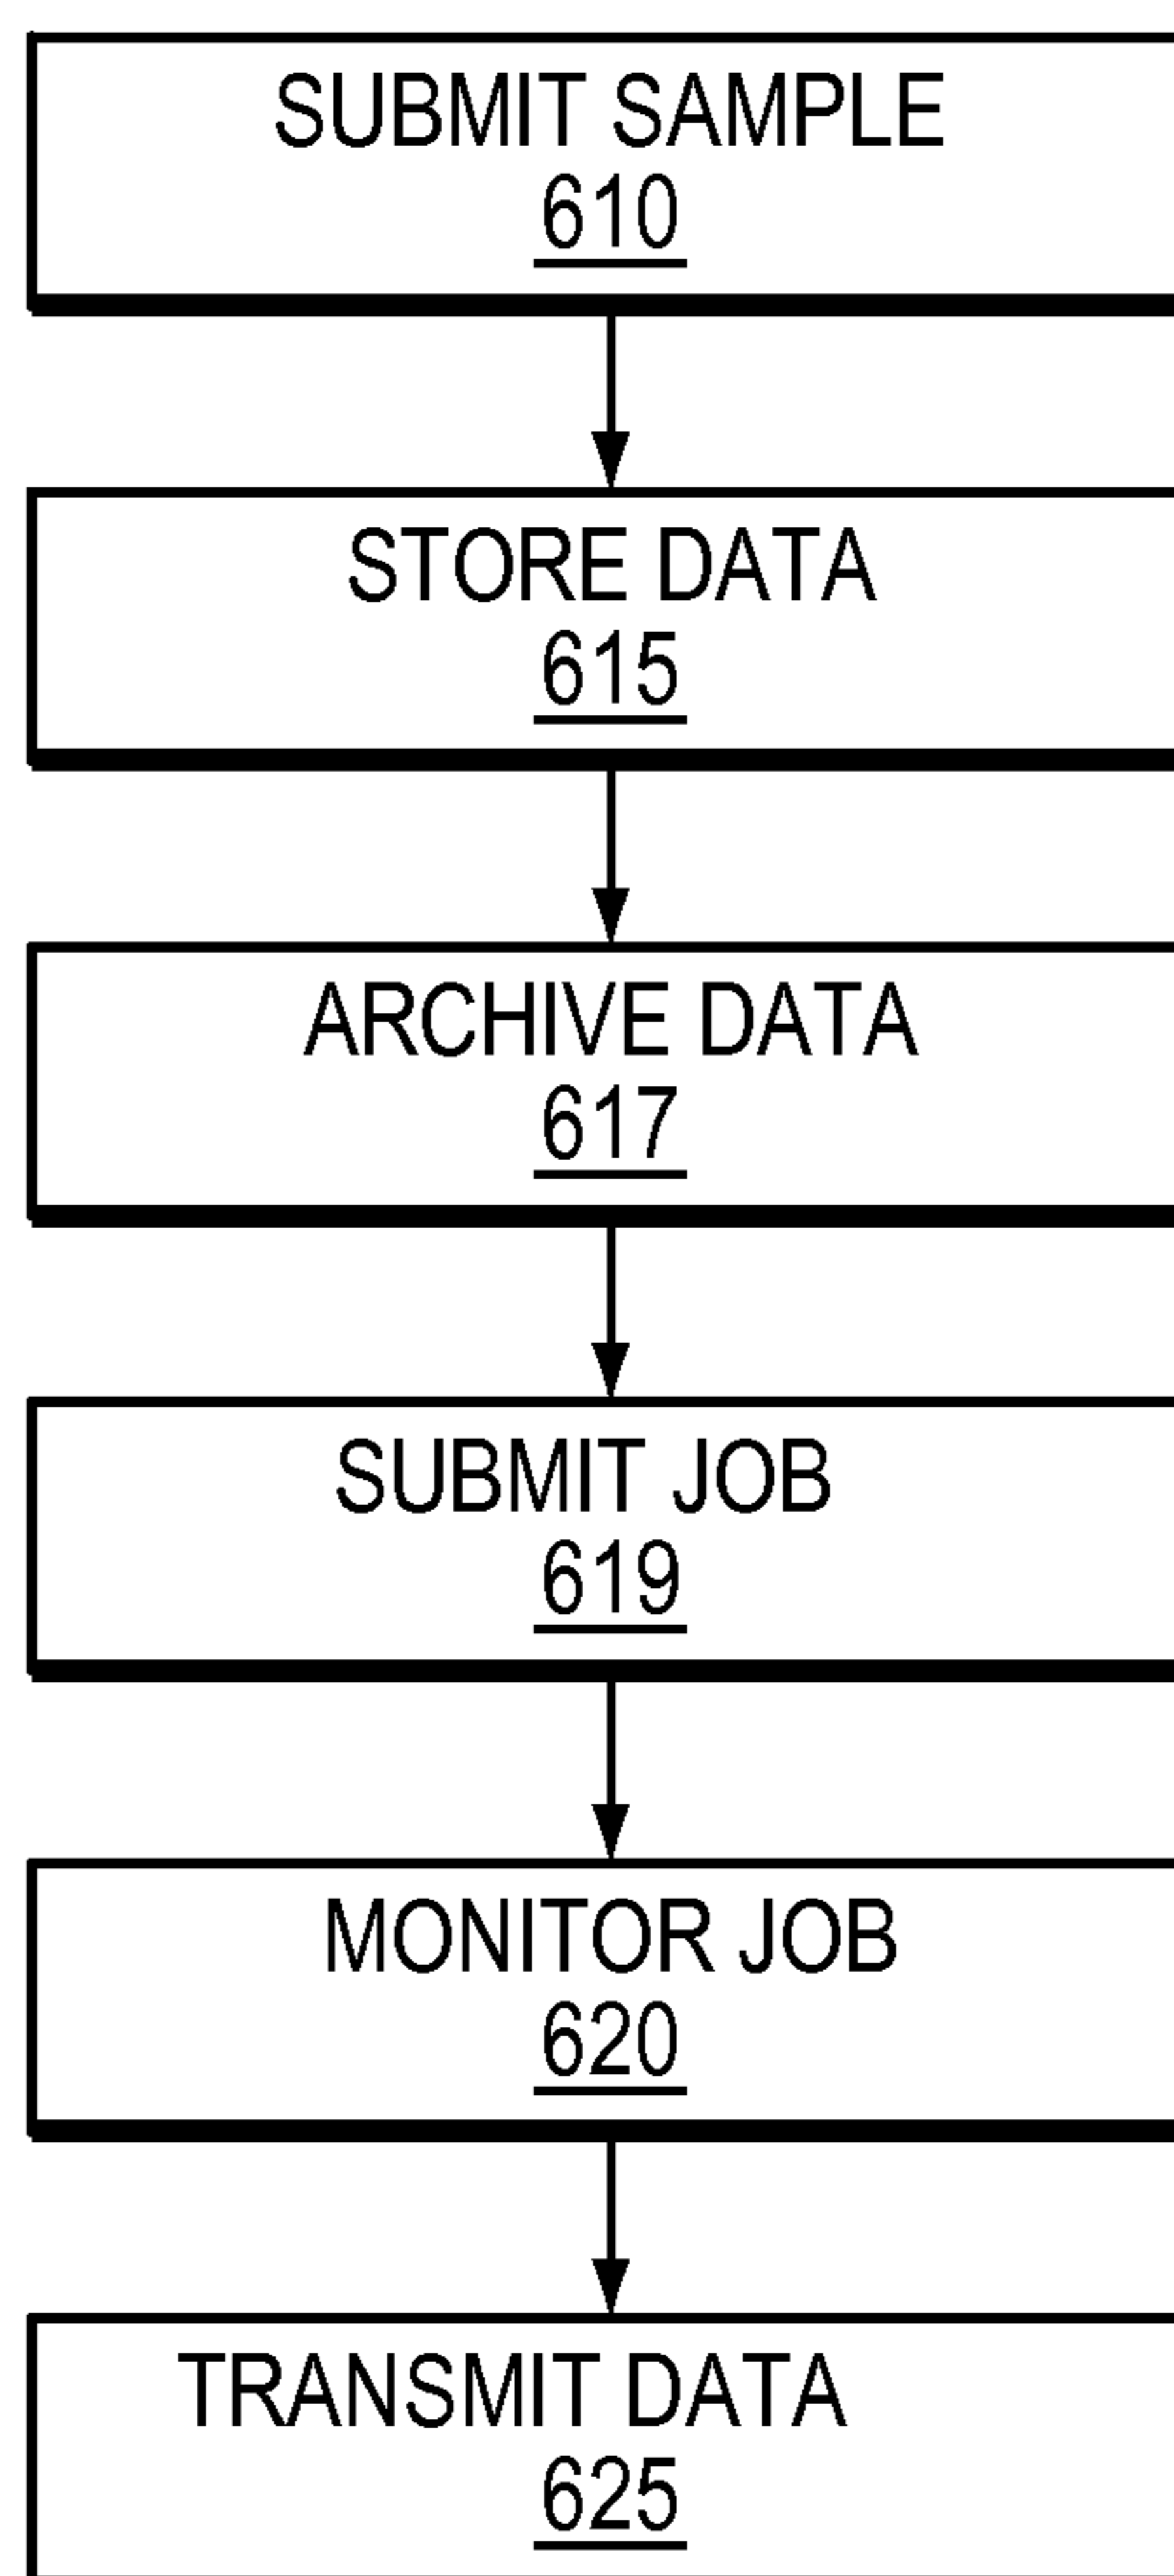 SUBMIT SAMPLE
610
STORE DATA
615
ARCHIVE DATA
617
SUBMIT JOB
619
MONITOR JOB
620
TRANSMIT DATA
625